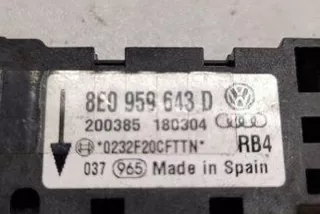 8E0 959 643 D
200385 180304
*0232F20CFTTN* RB4
037 965 Made in Spain